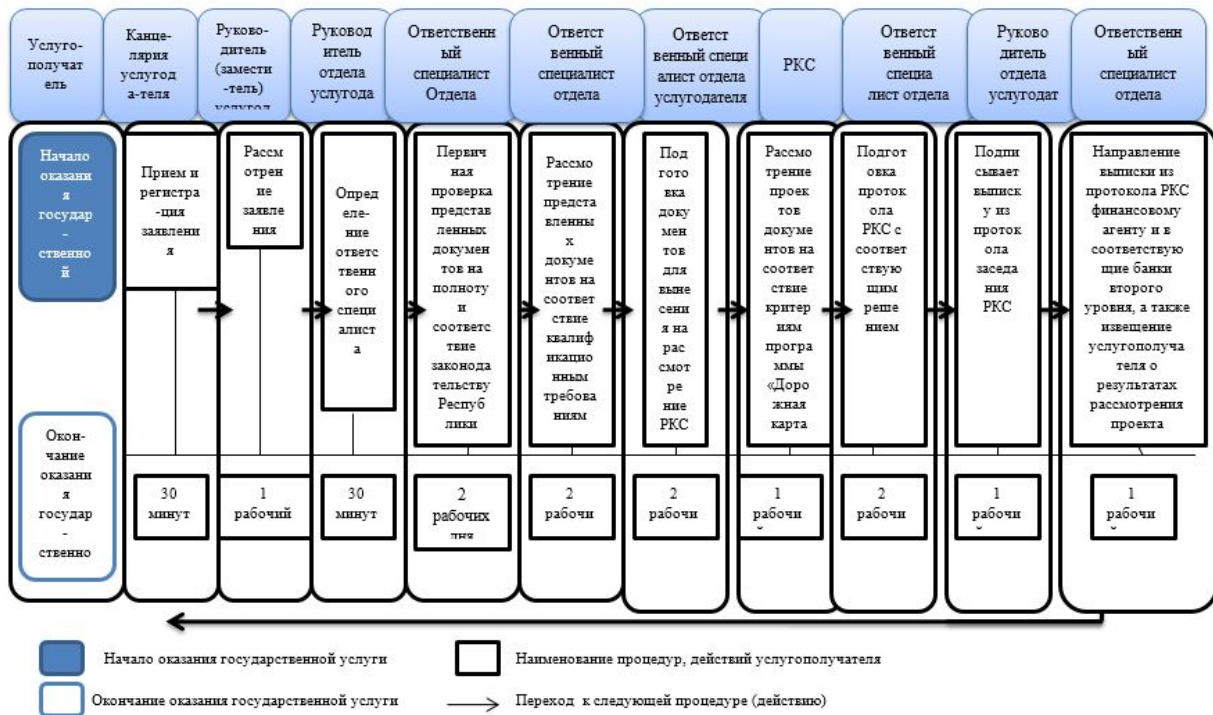 Услуго-
получат
ель
Канце-
лярия
услугод
а-теля
Руково-
дитель
(замести
-тель)
услугод
Руковод
итель
отдела
услугода
Ответственн
ый
специалист
Отдела
Ответст
венный
специалист
отдела
Ответст
венный специ
алист отдела
услугодателя
РКС
Ответст
венный
специа
лист отдела
Руково
дитель
отдела
услугодат
Ответственн
ый
специалист
отдела
Начало
оказани
я
государ
-
ственно
й
Прием и
регистра
-ция
заявлени
я
Рассм
отрен
ие
заявле
ния
Опред
еле-
ние
ответс
твенно
го
специ
алист
а
Первич
ная
проверка
представ
ленных
докумен
тов на
полноту
и
соответс
твие
законода
тельству
Респуб
лики
Рассмо
трение
предста
вленны
х
докуме
нтов на
соответ
ствие
квалиф
икацио
нным
требова
ниям
Под
гото
вка
доку
мен
тов
для
выне
сени
я на
рас
смот
ре
ние
РКС
Рассмо
трение
проек
тов
докуме
нтов на
соответ
ствие
критер
иям
програ
ммы
«Доро
жная
карта
Подгот
овка
прото
кола
РКС с
соответ
ствую
щим
реше
нием
Подпи
сывает
выписк
у из
проток
ола
заседа
ния
РКС
Направление
выписки из
протокола РКС
финансовому
агенту и в
соответствую
щие банки
второго
уровня, а также
извещение
услугополуча
теля о
результатах
рассмотрения
проекта
Окон-
чание
оказани
я
государ
-
ственно
30
минут
1
рабочий
30
минут
2
рабочих
дня
2
рабочи
2
рабочи
1
рабочи
й
2
рабочи
1
рабочи
й
1
рабочи
й
Начало оказания государственной услуги
Наименование процедур, действий услугополучателя
Окончание оказания государственной услуги
Переход к следующей процедуре (действию)